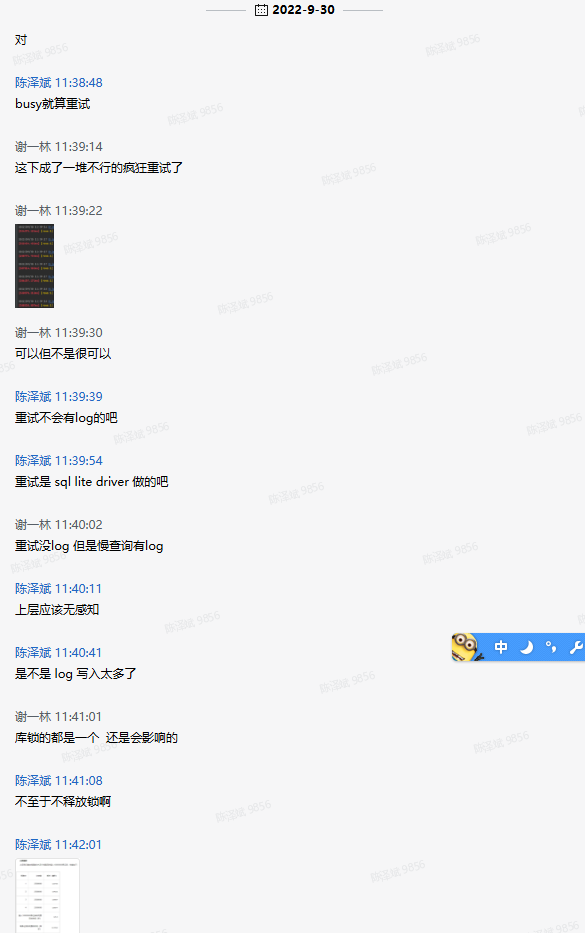 2022-9-30
对
陈泽斌 11:38:48
busy就算重试
谢一林 11:39:14
这下成了一堆不行的疯狂重试了
谢一林 11:39:22
谢一林 11:39:30
可以但不是很可以
陈泽斌 11:39:39
重试不会有log的吧
陈泽斌 11:39:54
重试是 sql lite driver 做的吧
谢一林 11:40:02
重试没log 但是慢查询有log
陈泽斌 11:40:11
上层应该无感知
陈泽斌 11:40:41
是不是 log 写入太多了
中
谢一林 11:41:01
库锁的都是一个 还是会影响的
陈泽斌 11:41:08
不至于不释放锁啊
陈泽斌 11:42:01
陈泽斌 9856